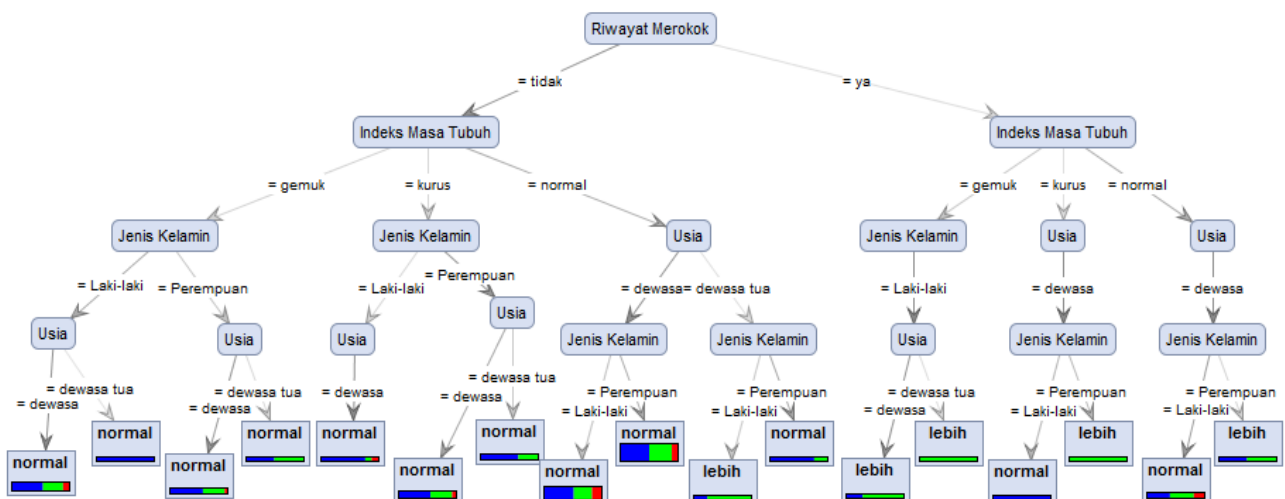 Riwayat Merokok
= tidak
= ya
Indeks Masa Tubuh
Indeks Masa Tubuh
= gemuk
= kurus
= normal
= gemuk
= kurus
= normal
Jenis Kelamin
Jenis Kelamin
Usia
Jenis Kelamin
Usia
Usia
= Laki-laki
= Perempuan
= Laki-laki
= Perempuan
= dewasa
= dewasa tua
= Laki-laki
= dewasa
= dewasa
Usia
Usia
Usia
Usia
Jenis Kelamin
Jenis Kelamin
Usia
Jenis Kelamin
Jenis Kelamin
= dewasa
= dewasa tua
= dewasa
= dewasa tua
= dewasa
= dewasa
= dewasa tua
= Laki-laki
= Perempuan
= Laki-laki
= Perempuan
= dewasa
= dewasa tua
= Laki-laki
= Perempuan
= Laki-laki
= Perempuan
normal
normal
normal
normal
normal
normal
normal
normal
normal
lebih
normal
lebih
lebih
normal
lebih
normal
lebih